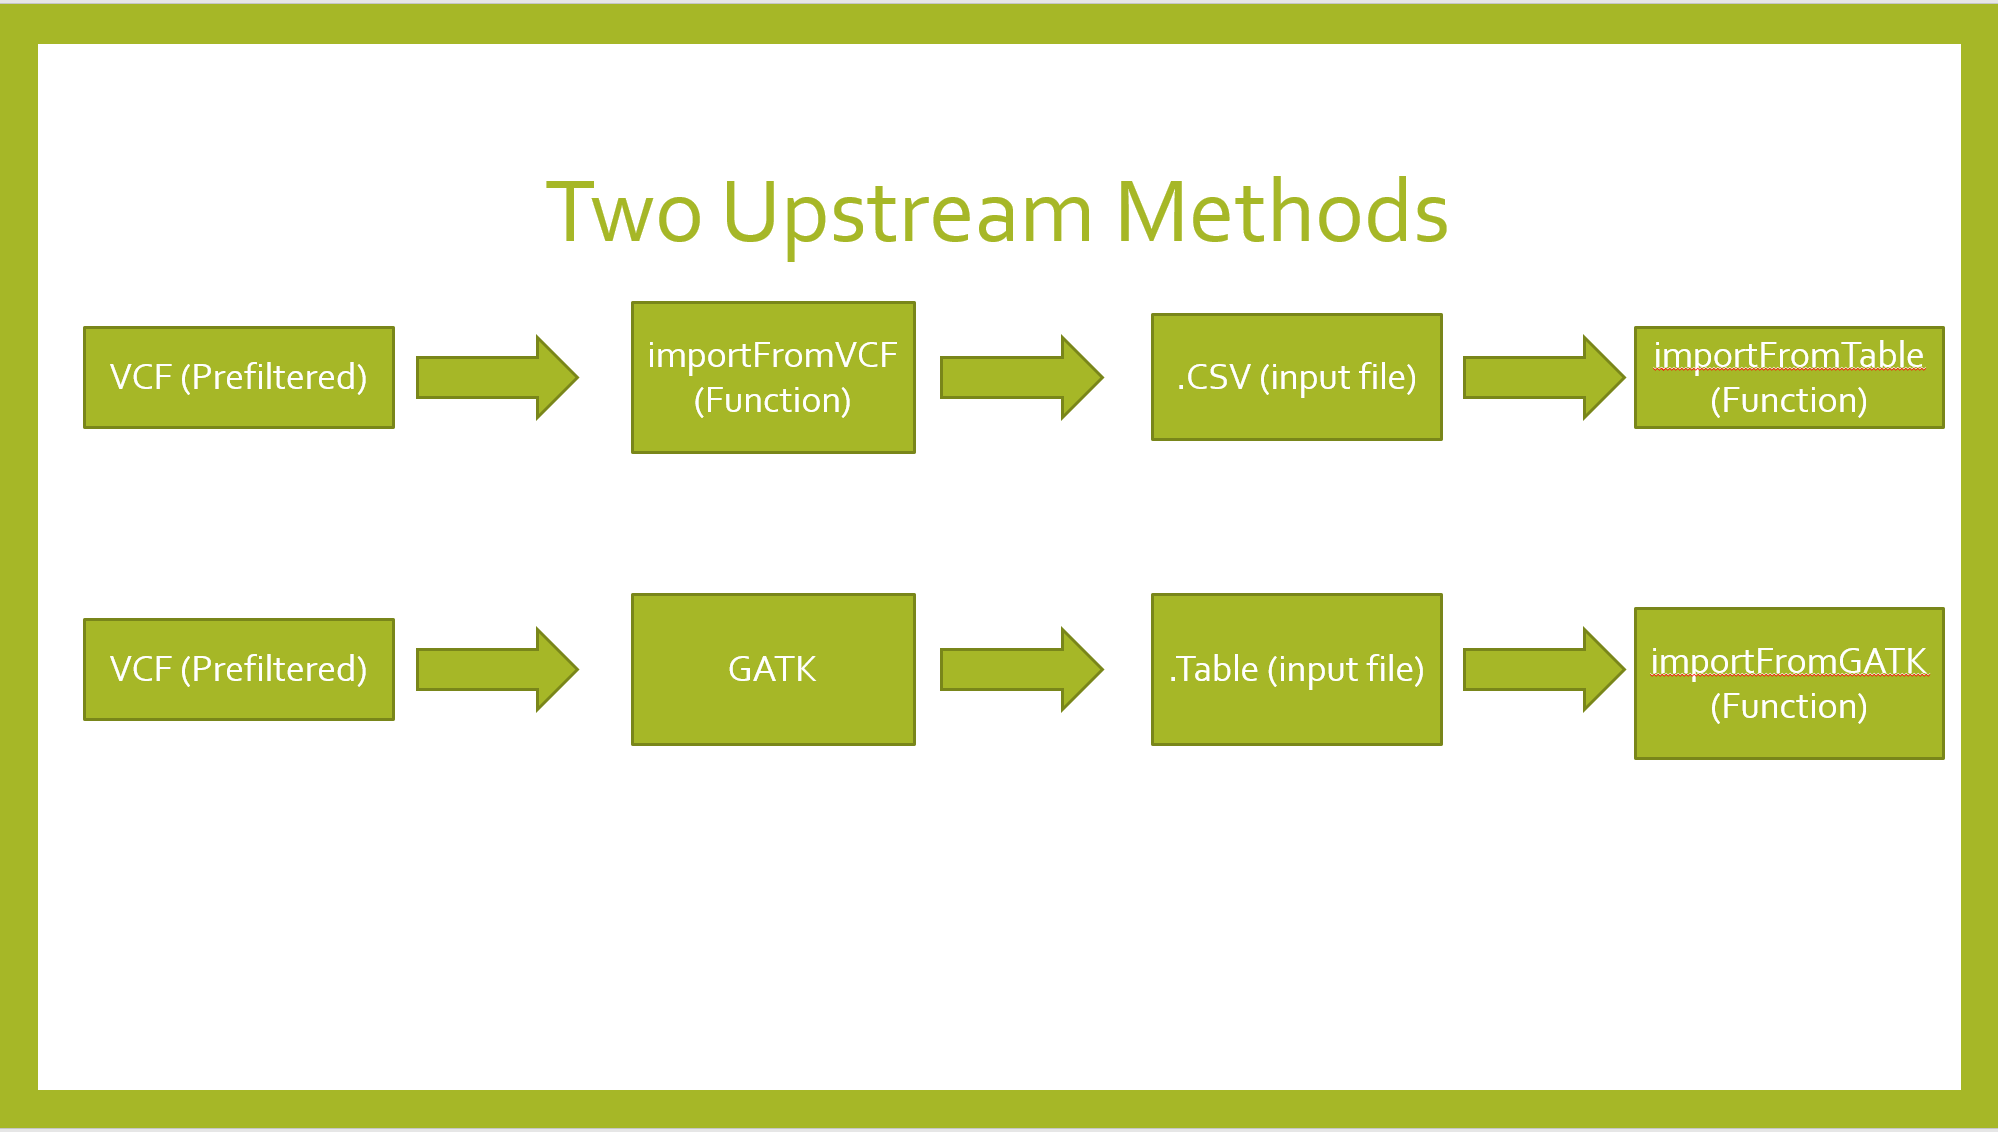 Two Upstream Methods
VCF (Prefiltered)
importFromVCF
(Function)
.CSV (input file)
importFromTable
(Function)
VCF (Prefiltered)
GATK
.Table (input file)
importFromGATK
(Function)